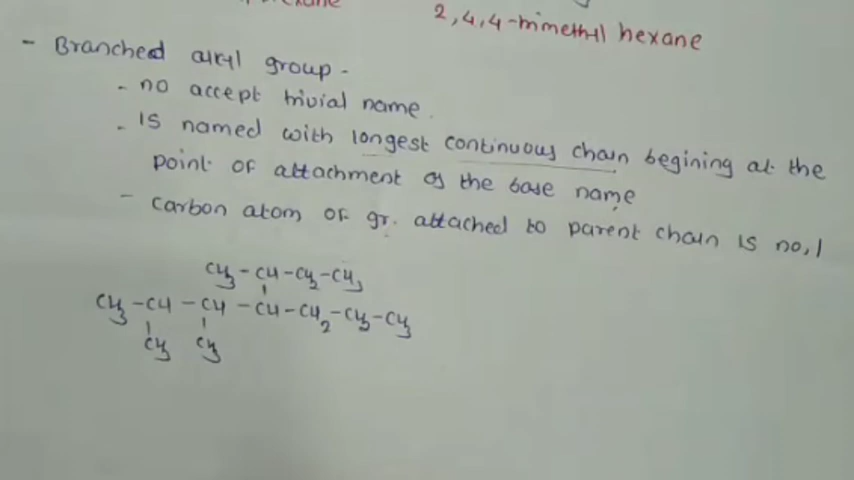 2,4,4-trimethyl hexane
- Branched alkyl group -
- no accept trivial name.
- Is named with longest continuous chain begining at the
point of attachment as the base name
- carbon atom of gr. attached to parent chain is no, 1
CH3 - CH - CH2 - CH3
CH3 - CH - CH - CH - CH2 - CH3 - CH3
CH3 CH3